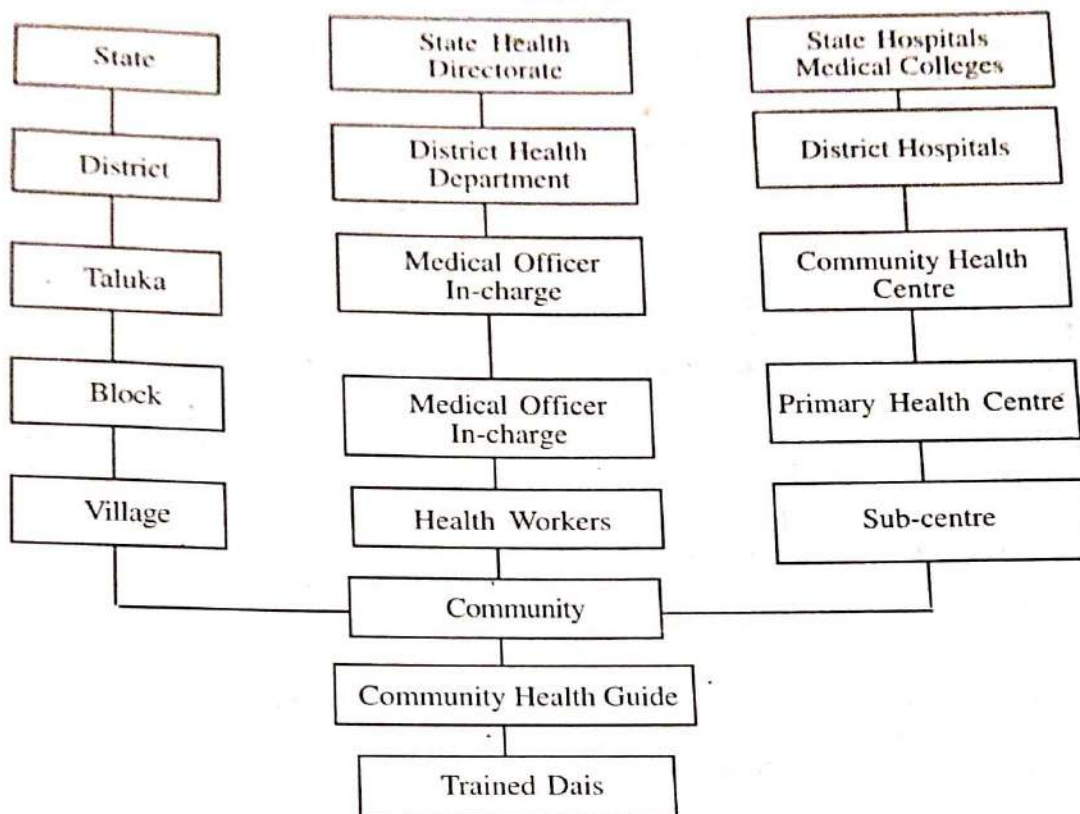 State
State Health
Directorate
State Hospitals
Medical Colleges
District
District Health
Department
District Hospitals
Taluka
Medical Officer
In-charge
Community Health
Centre
Block
Medical Officer
In-charge
Primary Health Centre
Village
Health Workers
Sub-centre
Community
Community Health Guide
Trained Dais